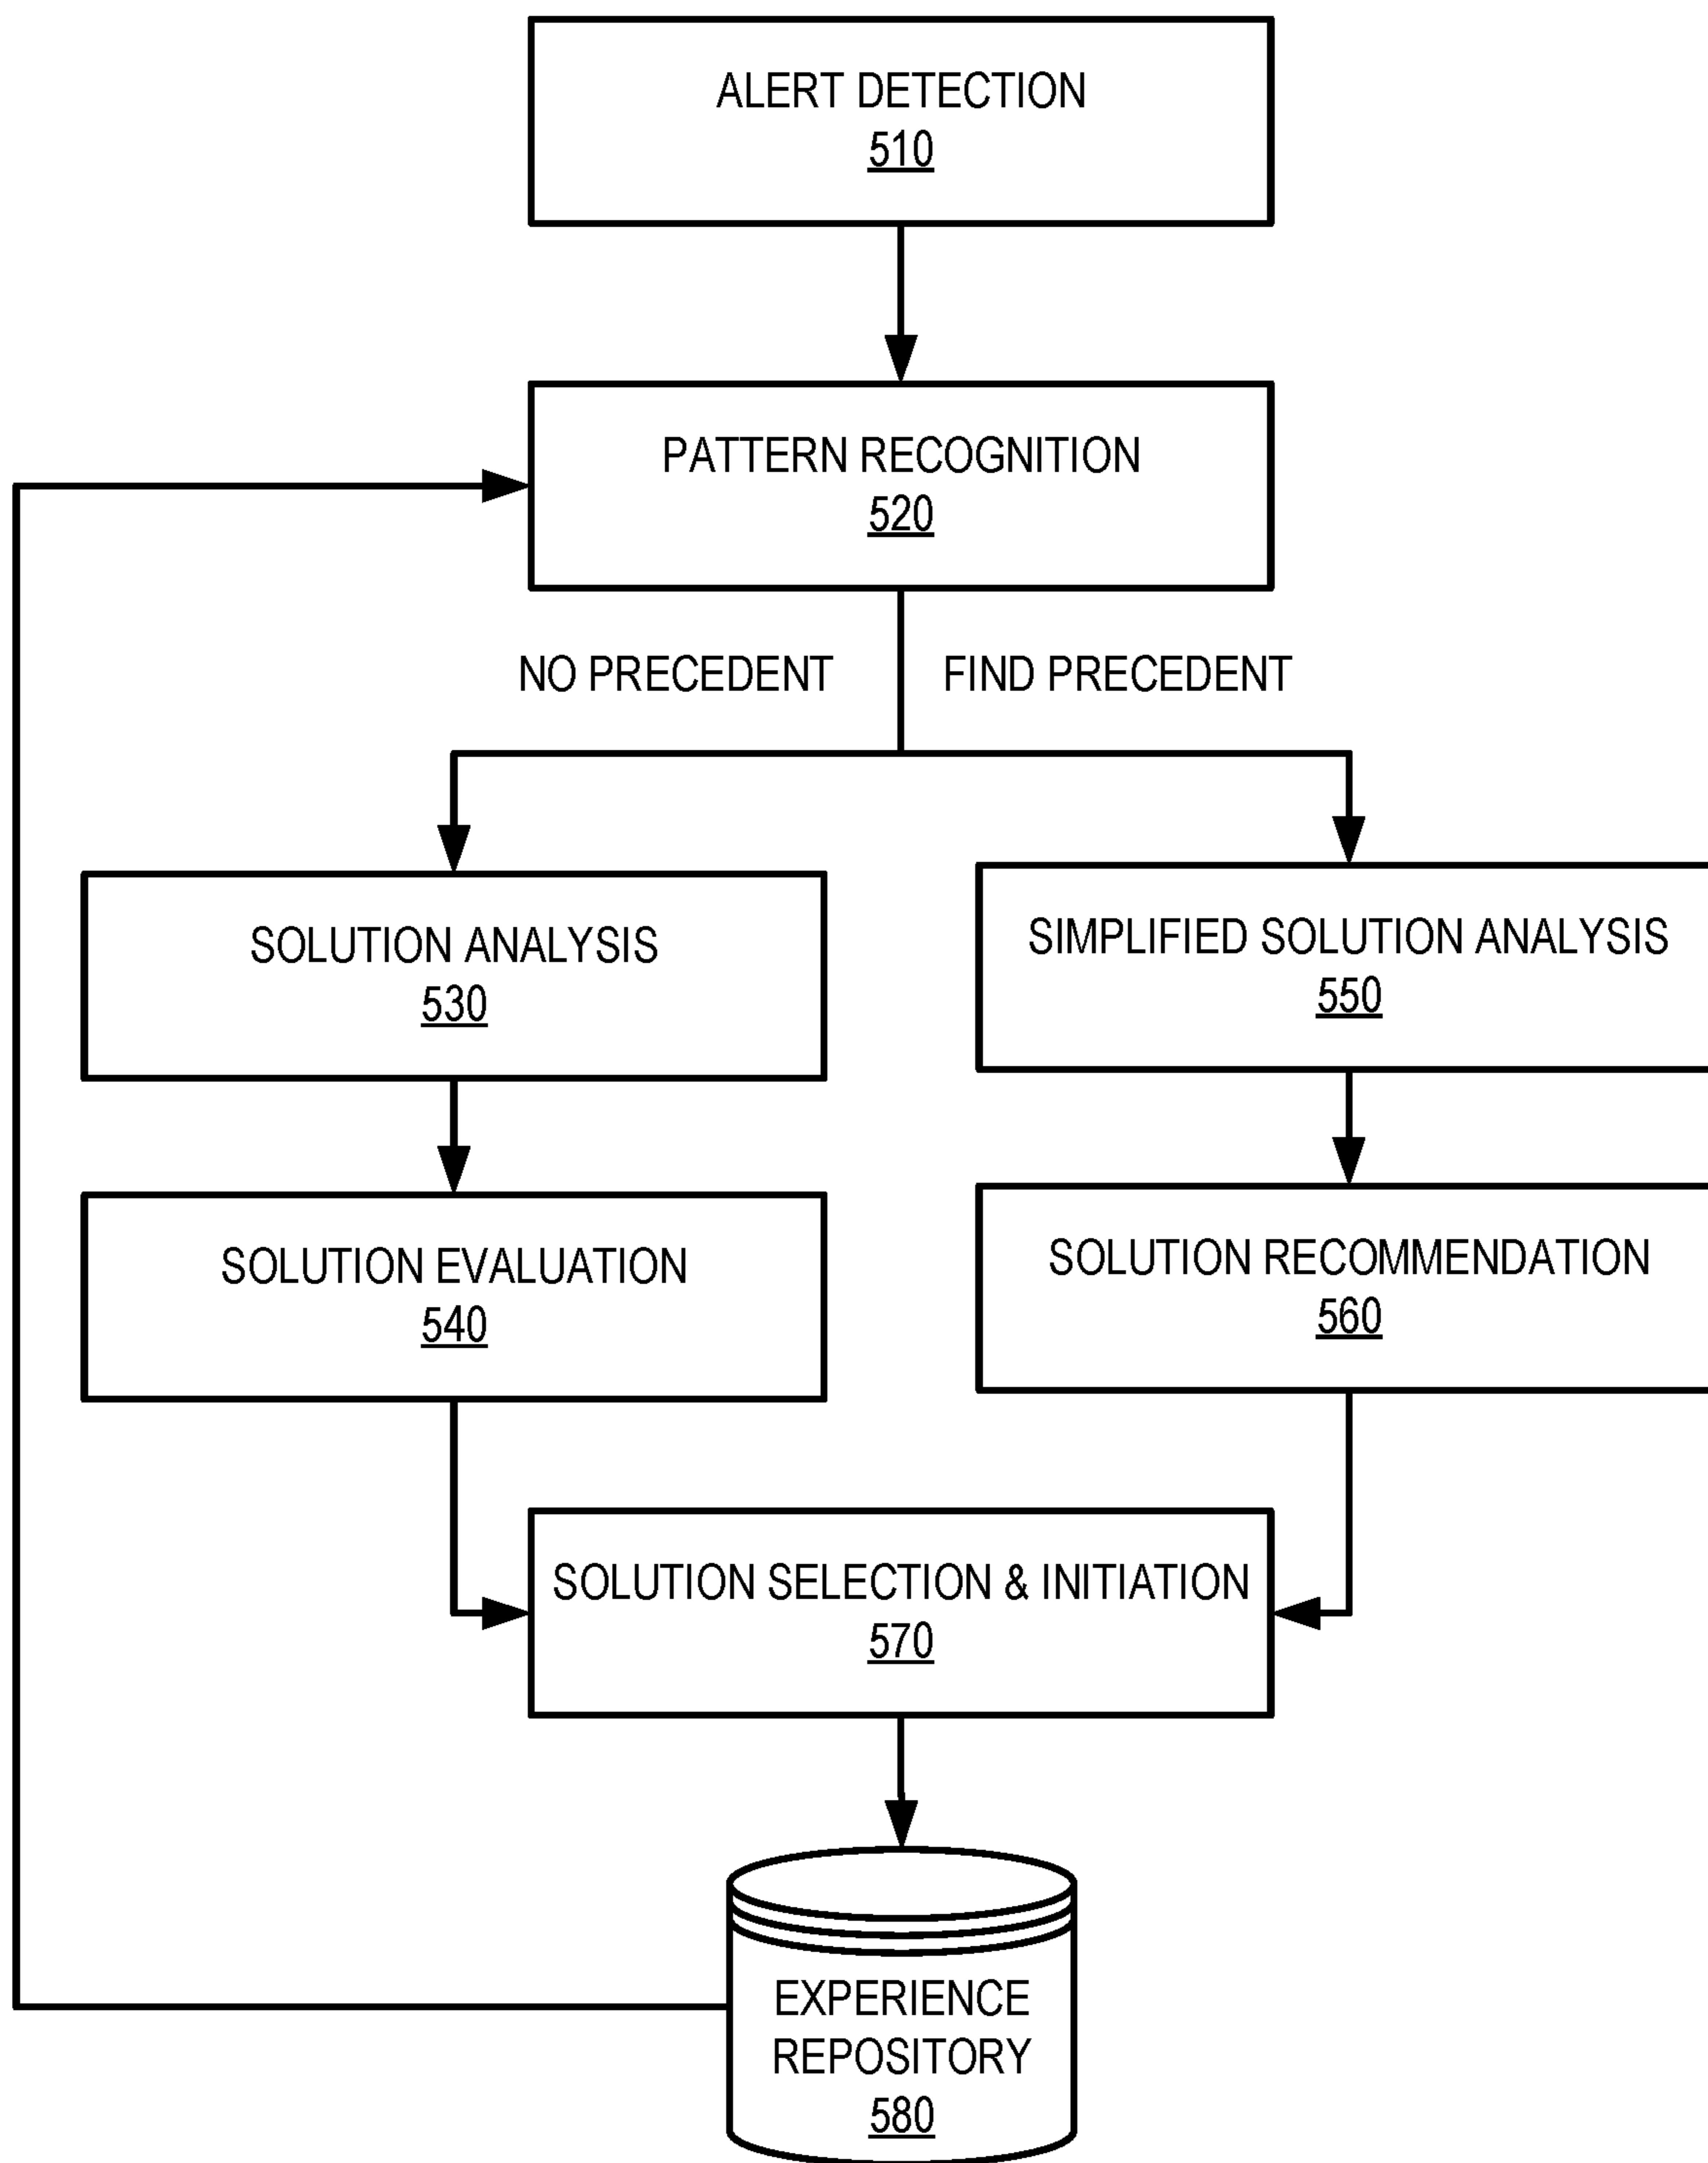 ALERT DETECTION
510
PATTERN RECOGNITION
520
NO PRECEDENT
FIND PRECEDENT
SOLUTION ANALYSIS
530
SIMPLIFIED SOLUTION ANALYSIS
550
SOLUTION EVALUATION
540
SOLUTION RECOMMENDATION
560
SOLUTION SELECTION & INITIATION
570
EXPERIENCE
REPOSITORY
580